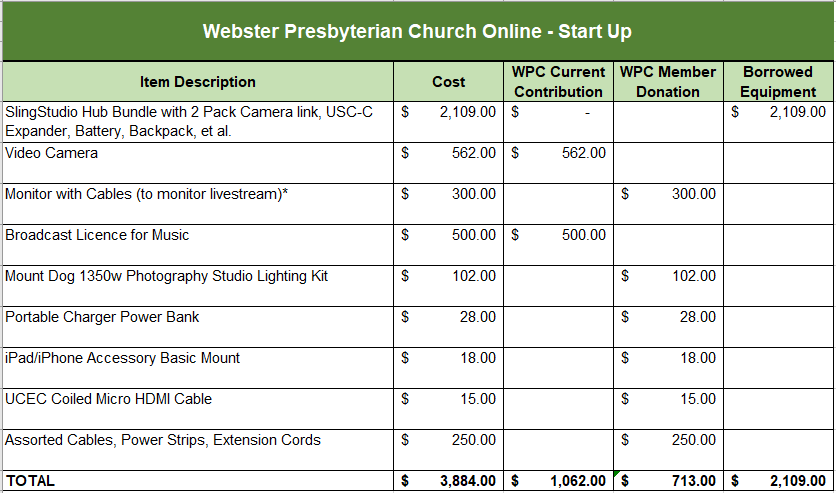 Webster Presbyterian Church Online - Start Up
Item Description Cost WPC Current Contribution WPC Member Donation Borrowed Equipment
SlingStudio Hub Bundle with 2 Pack Camera link, USC-C $ 2,109.00 $ - $ 2,109.00
Expander, Battery, Backpack, et al.
Video Camera $ 562.00 $ 562.00
Monitor with Cables (to monitor livestream)* $ 300.00 $ 300.00
Broadcast Licence for Music $ 500.00 $ 500.00
Mount Dog 1350w Photography Studio Lighting Kit $ 102.00 $ 102.00
Portable Charger Power Bank $ 28.00 $ 28.00
iPad/iPhone Accessory Basic Mount $ 18.00 $ 18.00
UCEC Coiled Micro HDMI Cable $ 15.00 $ 15.00
Assorted Cables, Power Strips, Extension Cords $ 250.00 $ 250.00
TOTAL $ 3,884.00 $ 1,062.00 $ 713.00 $ 2,109.00